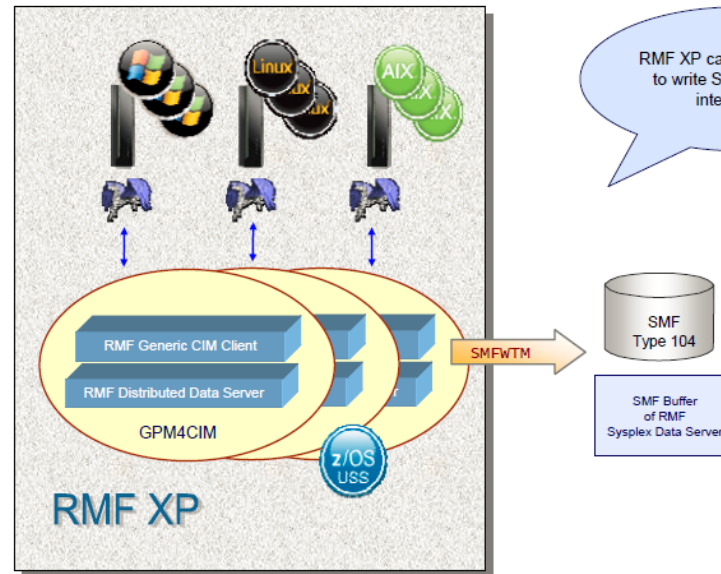 Linux
AIX
RMF XP ca
to write S
inte
RMF Generic CIM Client
RMF Distributed Data Server
r
GPM4CIM
z/OS
USS
RMF XP
SMFWTM
SMF
Type 104
SMF Buffer
of RMF
Sysplex Data Server